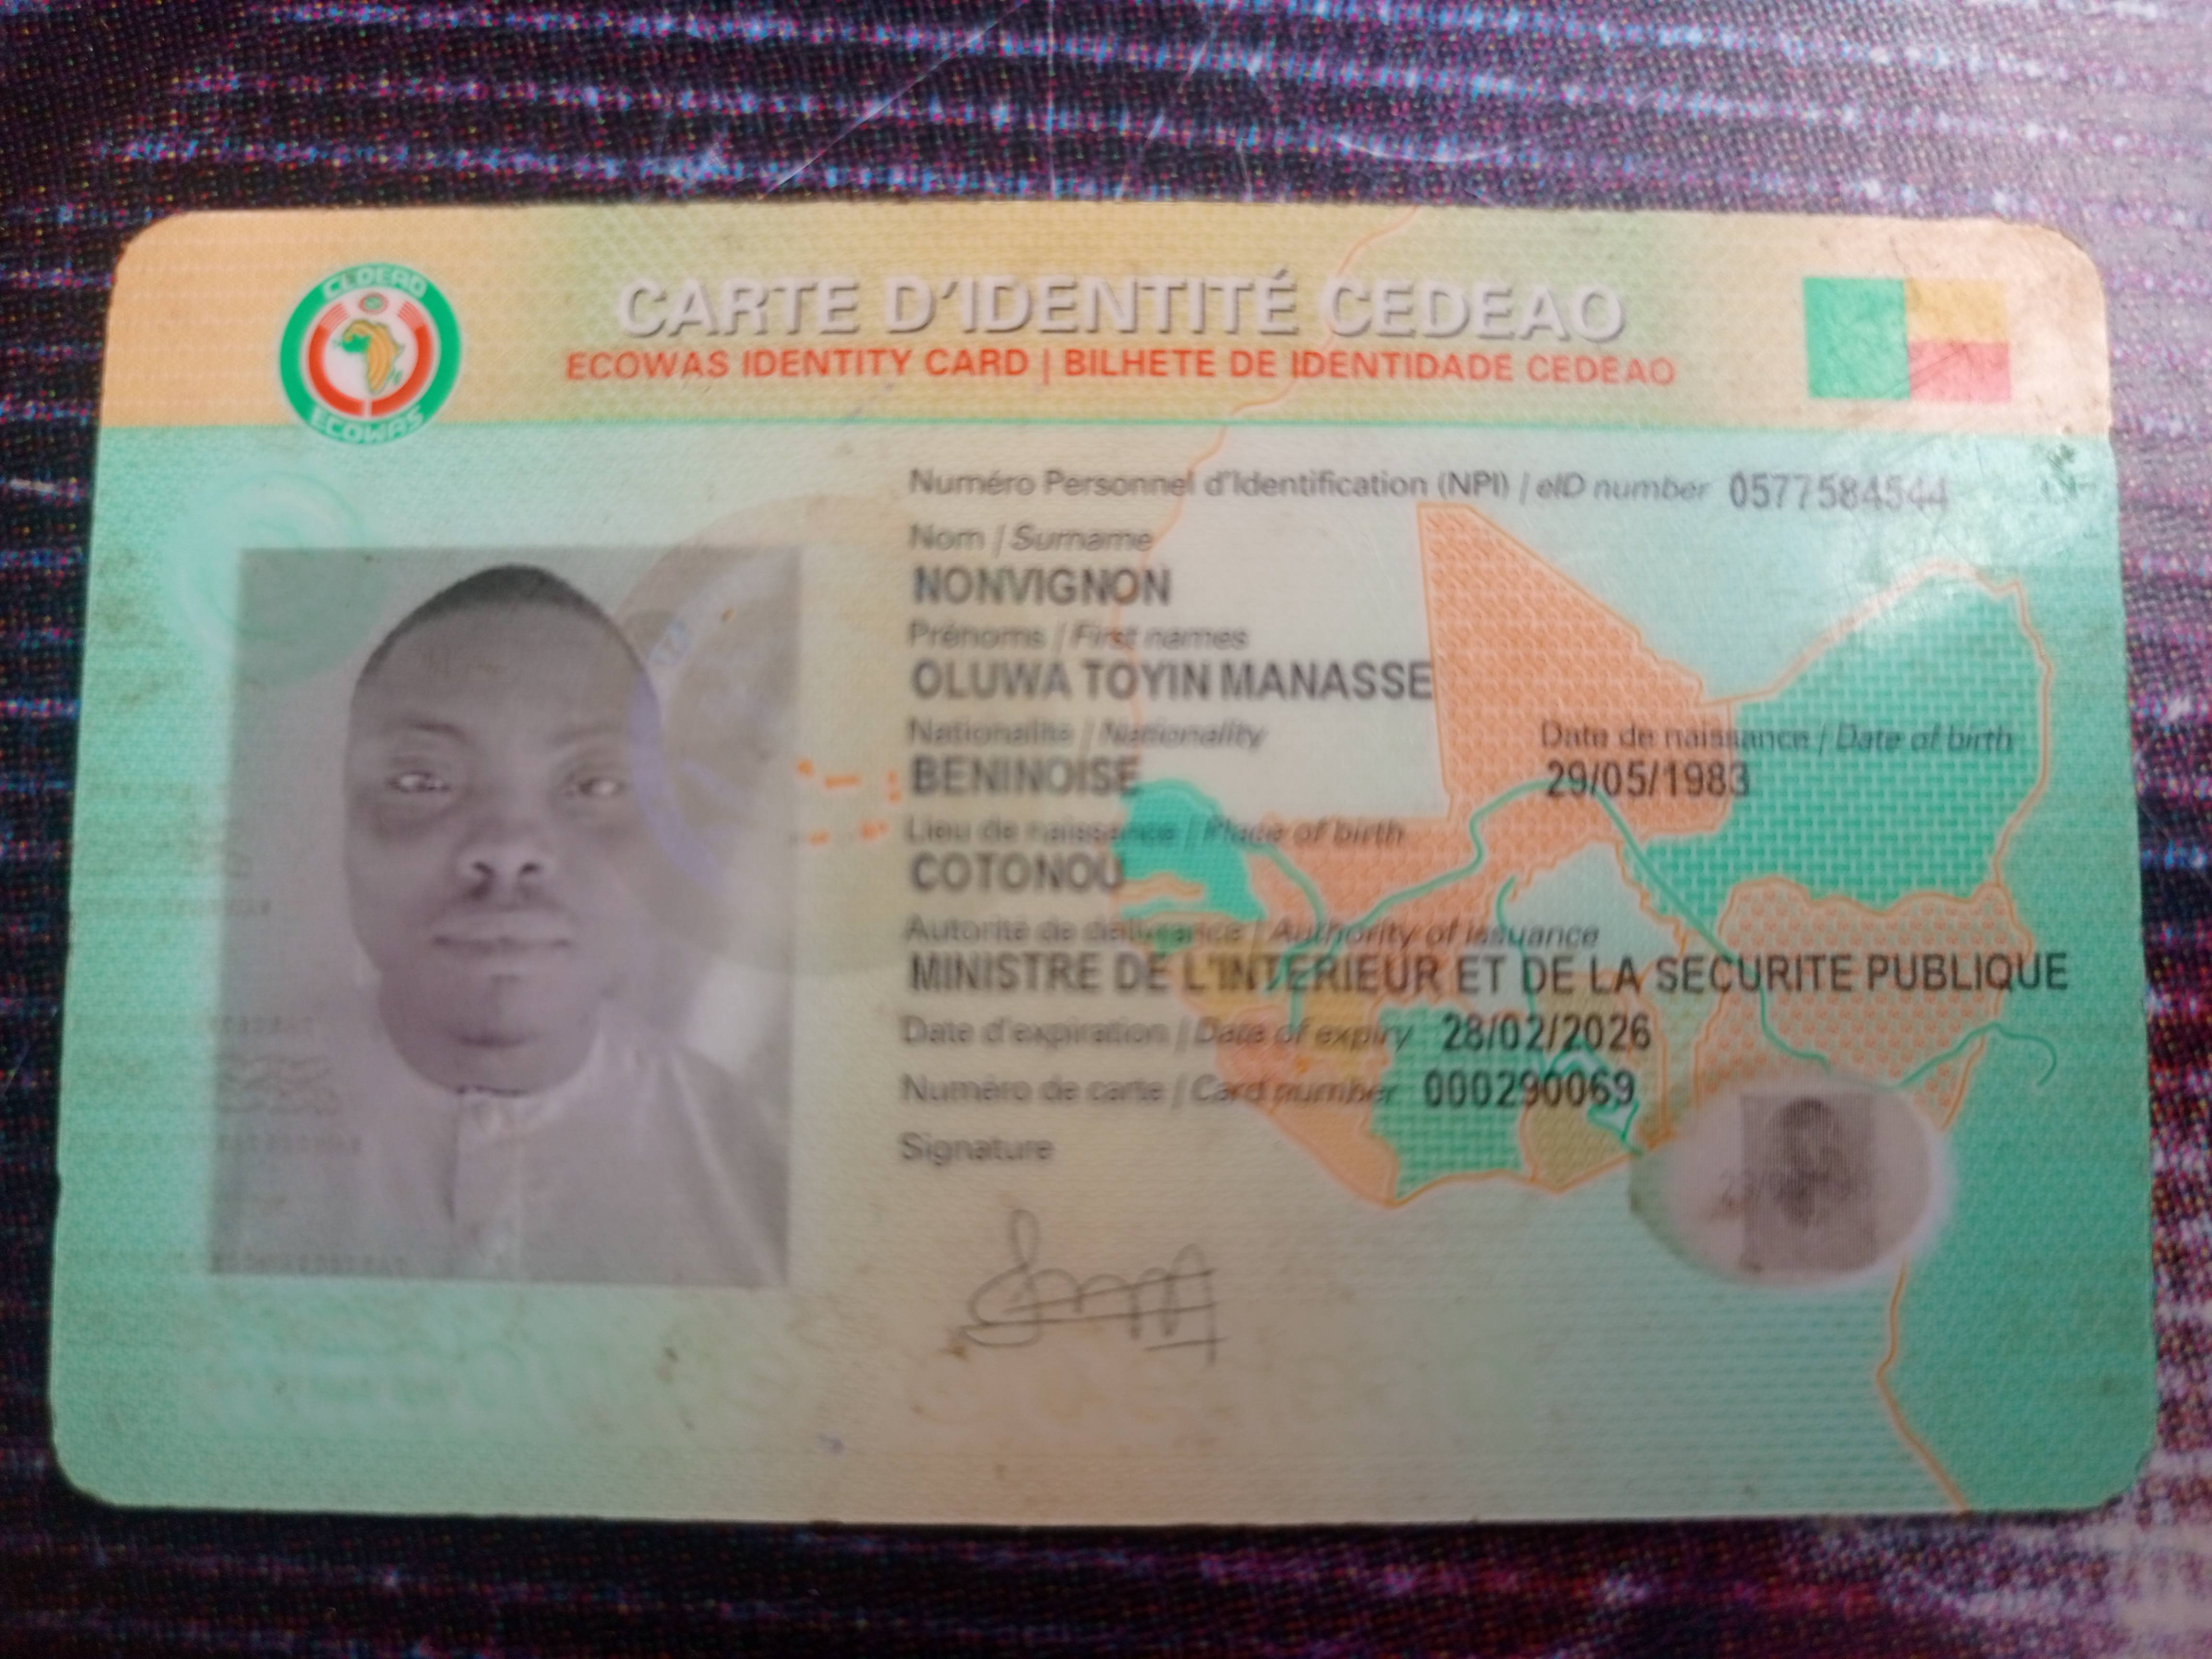 CEDEAO
ECOWAS
CARTE D'IDENTITÉ CEDEAO
ECOWAS IDENTITY CARD | BILHETE DE IDENTIDADE CEDEAO
Numéro Personnel d'Identification (NPI) / eID number 0577584544
Nom / Surname
NONVIGNON
Prénoms / First names
OLUWA TOYIN MANASSE
Nationalité / Nationality
BENINOISE
Date de naissance / Date of birth
29/05/1983
Lieu de naissance / Place of birth
COTONOU
Autorité de délivrance / Authority of issuance
MINISTRE DE L'INTERIEUR ET DE LA SECURITE PUBLIQUE
Date d'expiration / Date of expiry 28/02/2026
Numéro de carte / Card number 000290069
Signature